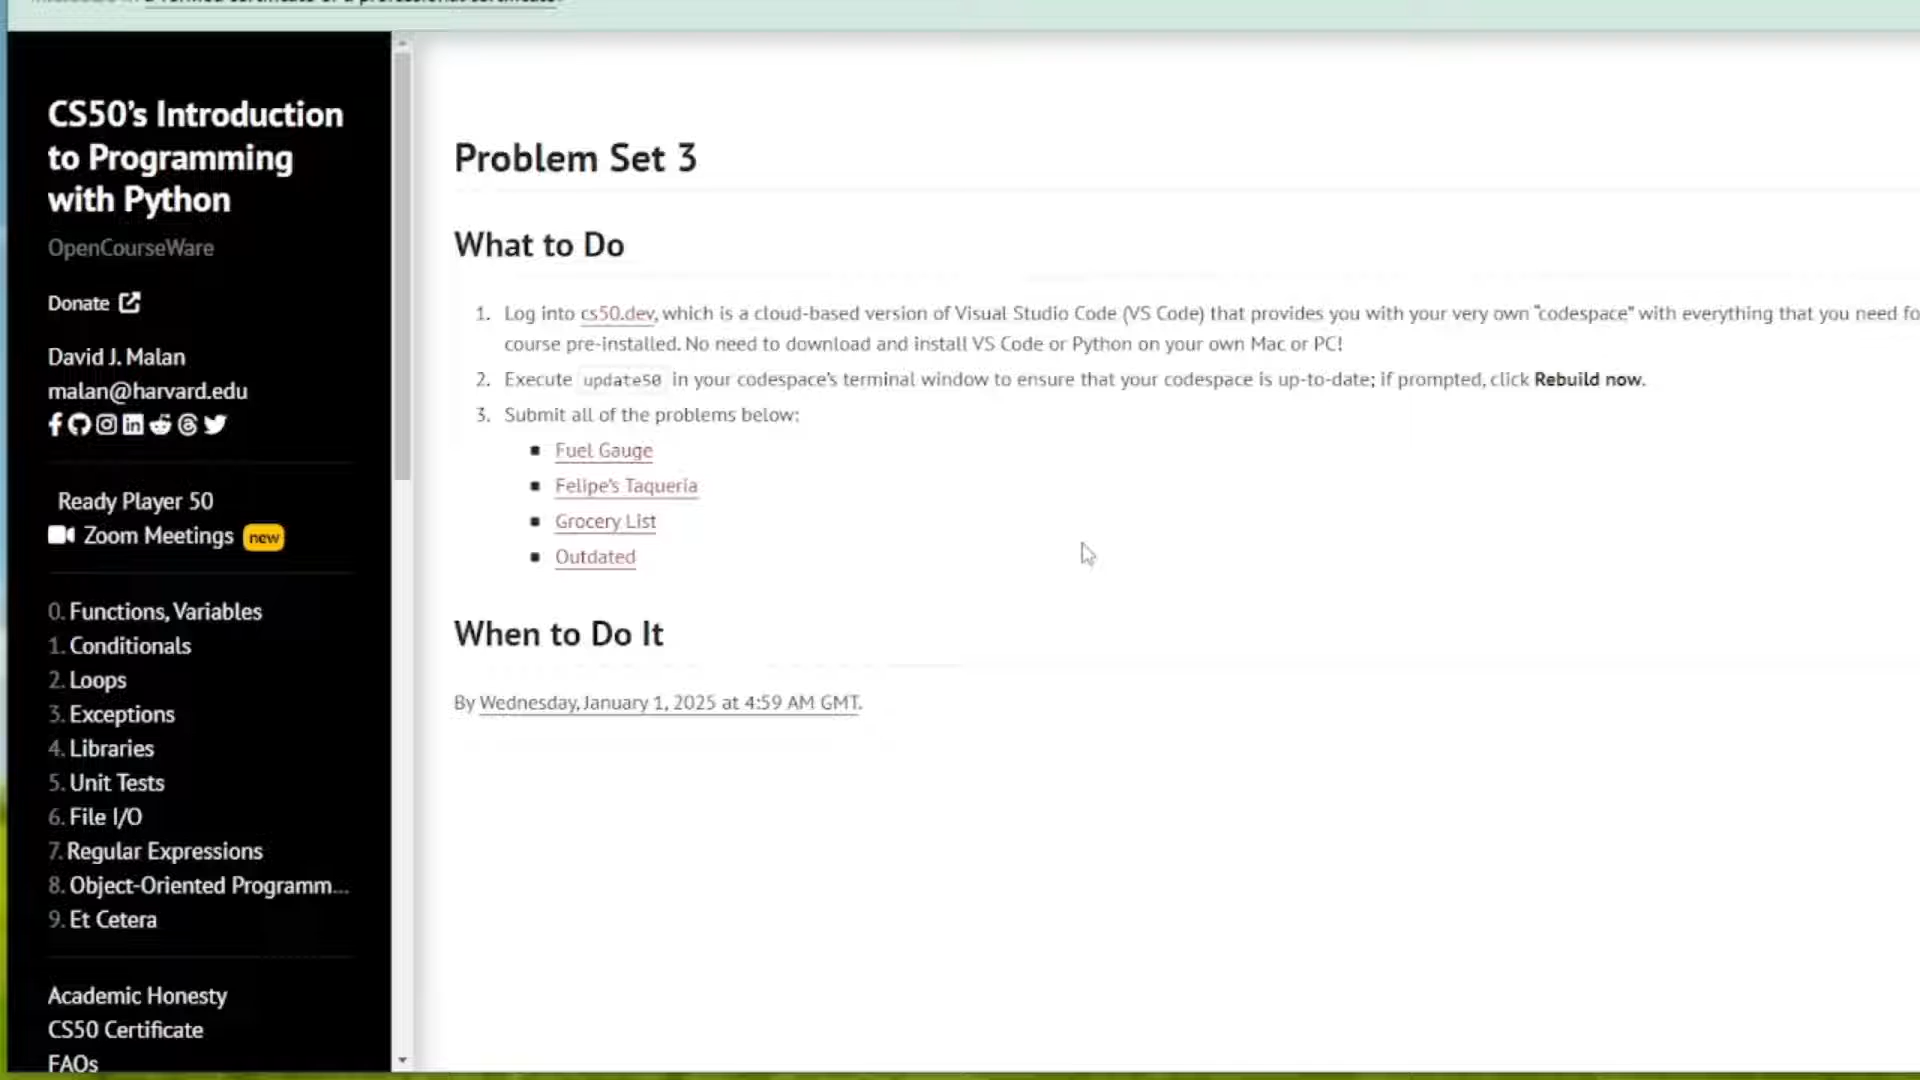 a verified certificate or a professional certificate.
CS50's Introduction
to Programming
with Python
OpenCourseWare
Donate
David J. Malan
malan@harvard.edu
Ready Player 50
Zoom Meetings new
0. Functions, Variables
1. Conditionals
2. Loops
3. Exceptions
4. Libraries
5. Unit Tests
6. File I/O
7. Regular Expressions
8. Object-Oriented Programm...
9. Et Cetera
Academic Honesty
CS50 Certificate
FAQs
Problem Set 3
What to Do
1. Log into cs50.dev, which is a cloud-based version of Visual Studio Code (VS Code) that provides you with your very own "codespace" with everything that you need fo
course pre-installed. No need to download and install VS Code or Python on your own Mac or PC!
2. Execute update50 in your codespace's terminal window to ensure that your codespace is up-to-date; if prompted, click Rebuild now.
3. Submit all of the problems below:
Fuel Gauge
Felipe's Taqueria
Grocery List
Outdated
When to Do It
By Wednesday, January 1, 2025 at 4:59 AM GMT.